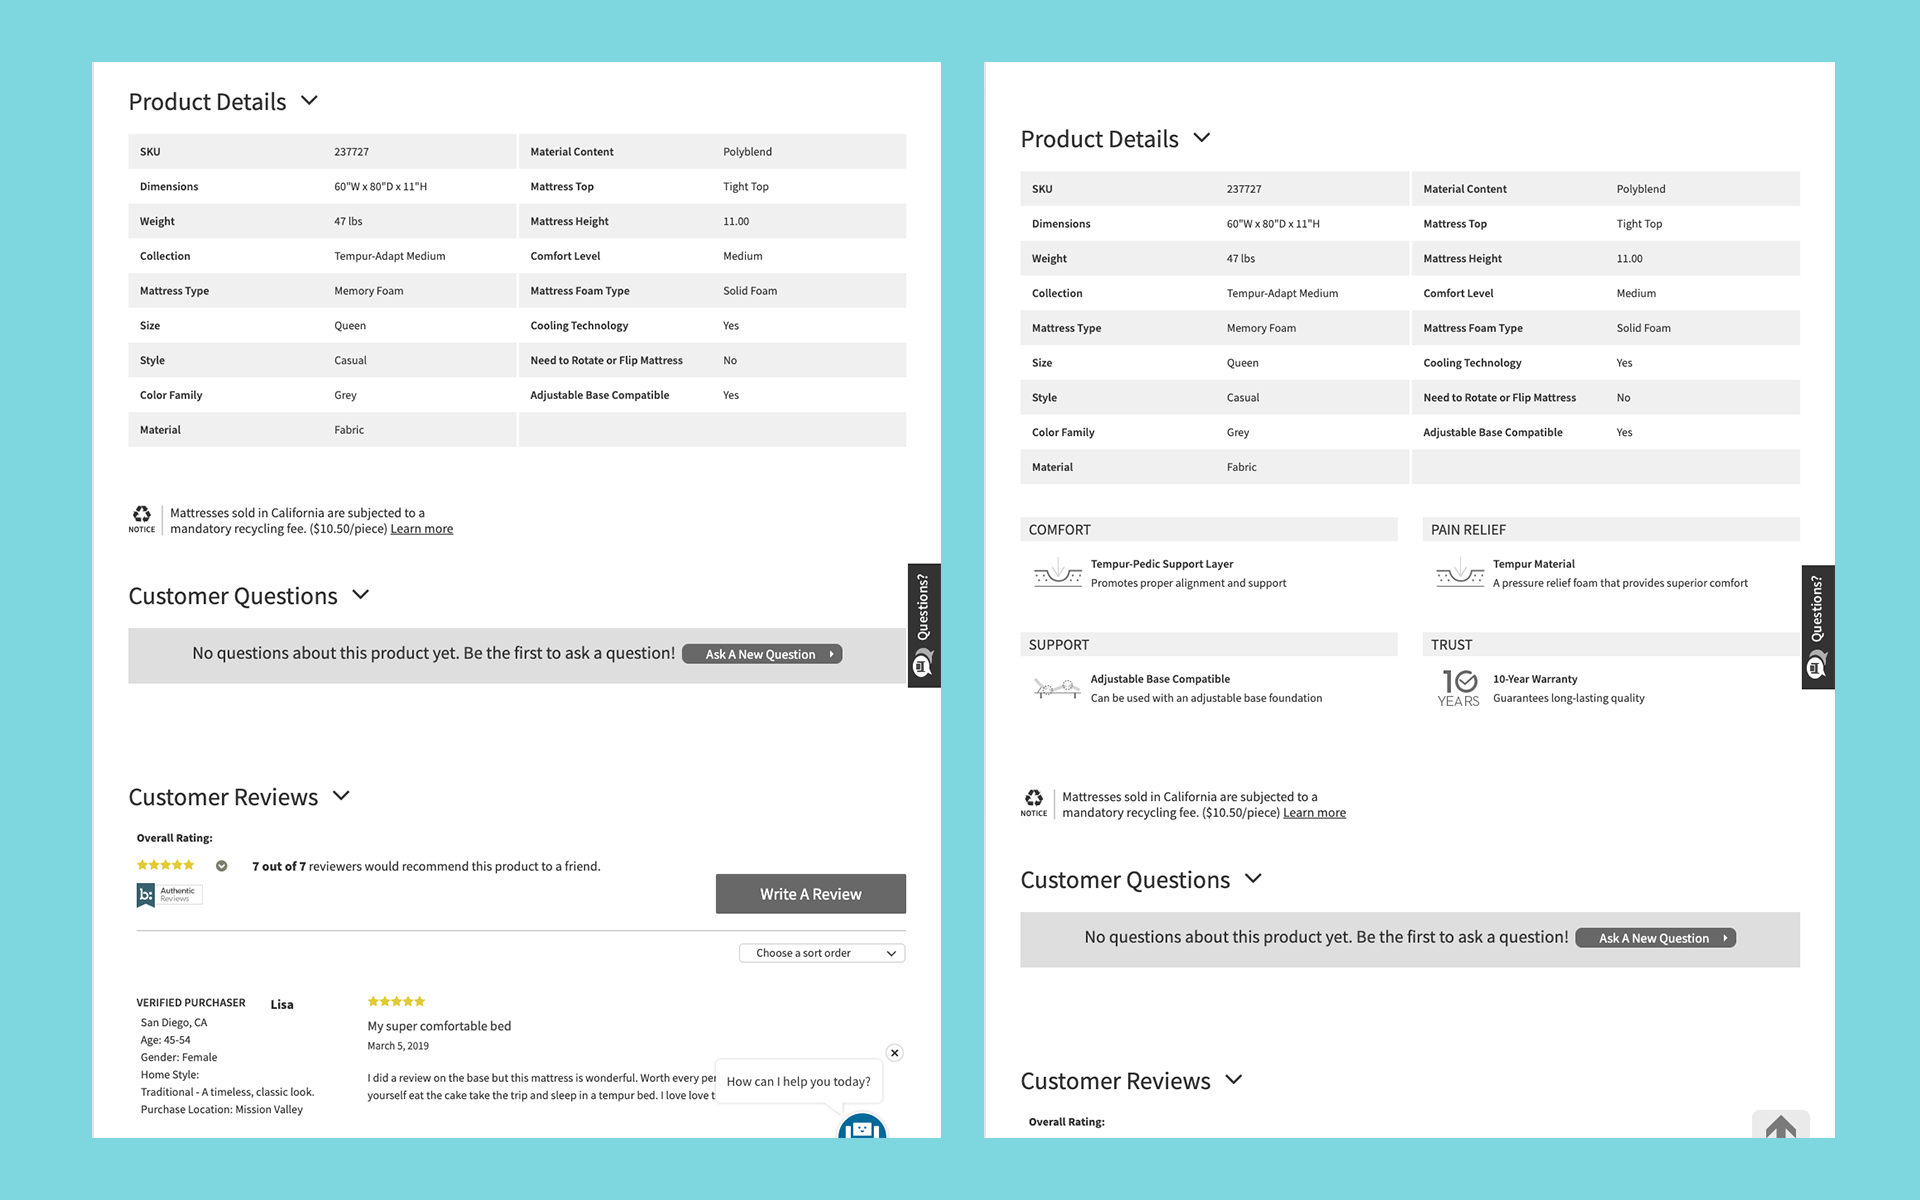 Product Details
SKU 237727 Material Content Polyblend
Dimensions 60"W x 80"D x 11"H Mattress Top Tight Top
Weight 47 lbs Mattress Height 11.00
Collection Tempur-Adapt Medium Comfort Level Medium
Mattress Type Memory Foam Mattress Foam Type Solid Foam
Size Queen Cooling Technology Yes
Style Casual Need to Rotate or Flip Mattress No
Color Family Grey Adjustable Base Compatible Yes
Material Fabric
NOTICE
Mattresses sold in California are subjected to a
mandatory recycling fee. ($10.50/piece) Learn more
Questions?
Customer Questions
No questions about this product yet. Be the first to ask a question! Ask A New Question
Customer Reviews
Overall Rating:
7 out of 7 reviewers would recommend this product to a friend.
b: Authentic
Reviews
Write A Review
Choose a sort order
VERIFIED PURCHASER Lisa
San Diego, CA
Age: 45-54
Gender: Female
Home Style:
Traditional - A timeless, classic look.
Purchase Location: Mission Valley
My super comfortable bed
March 5, 2019
I did a review on the base but this mattress is wonderful. Worth every
yourself eat the cake take the trip and sleep in a tempur bed. I love love
How can I help you today?
Product Details
SKU 237727 Material Content Polyblend
Dimensions 60"W x 80"D x 11"H Mattress Top Tight Top
Weight 47 lbs Mattress Height 11.00
Collection Tempur-Adapt Medium Comfort Level Medium
Mattress Type Memory Foam Mattress Foam Type Solid Foam
Size Queen Cooling Technology Yes
Style Casual Need to Rotate or Flip Mattress No
Color Family Grey Adjustable Base Compatible Yes
Material Fabric
COMFORT
Tempur-Pedic Support Layer
Promotes proper alignment and support
PAIN RELIEF
Tempur Material
A pressure relief foam that provides superior comfort
SUPPORT
Adjustable Base Compatible
Can be used with an adjustable base foundation
TRUST
10 YEARS
10-Year Warranty
Guarantees long-lasting quality
Questions?
NOTICE
Mattresses sold in California are subjected to a
mandatory recycling fee. ($10.50/piece) Learn more
Customer Questions
No questions about this product yet. Be the first to ask a question! Ask A New Question
Customer Reviews
Overall Rating: